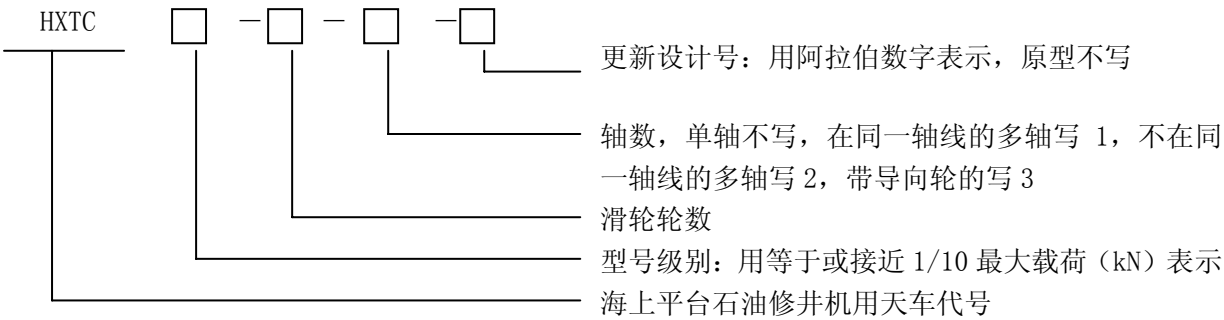 HXTC □ －□－□ －□
更新设计号：用阿拉伯数字表示，原型不写
轴数，单轴不写，在同一轴线的多轴写 1，不在同
一轴线的多轴写 2，带导向轮的写 3
滑轮轮数
型号级别：用等于或接近 1/10 最大载荷（kN）表示
海上平台石油修井机用天车代号